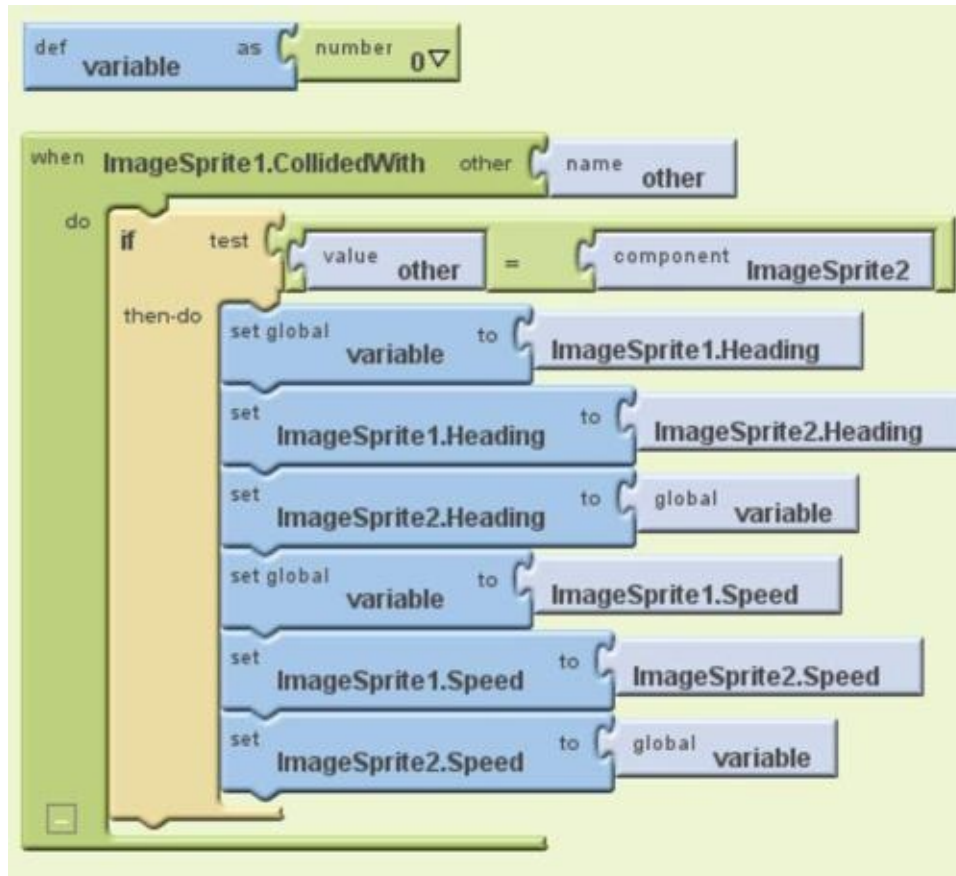 def variable as number 0
when ImageSprite1.CollidedWith other name other
do
if test value other = component ImageSprite2
then-do
set global variable to ImageSprite1.Heading
set ImageSprite1.Heading to ImageSprite2.Heading
set ImageSprite2.Heading to global variable
set global variable to ImageSprite1.Speed
set ImageSprite1.Speed to ImageSprite2.Speed
set ImageSprite2.Speed to global variable